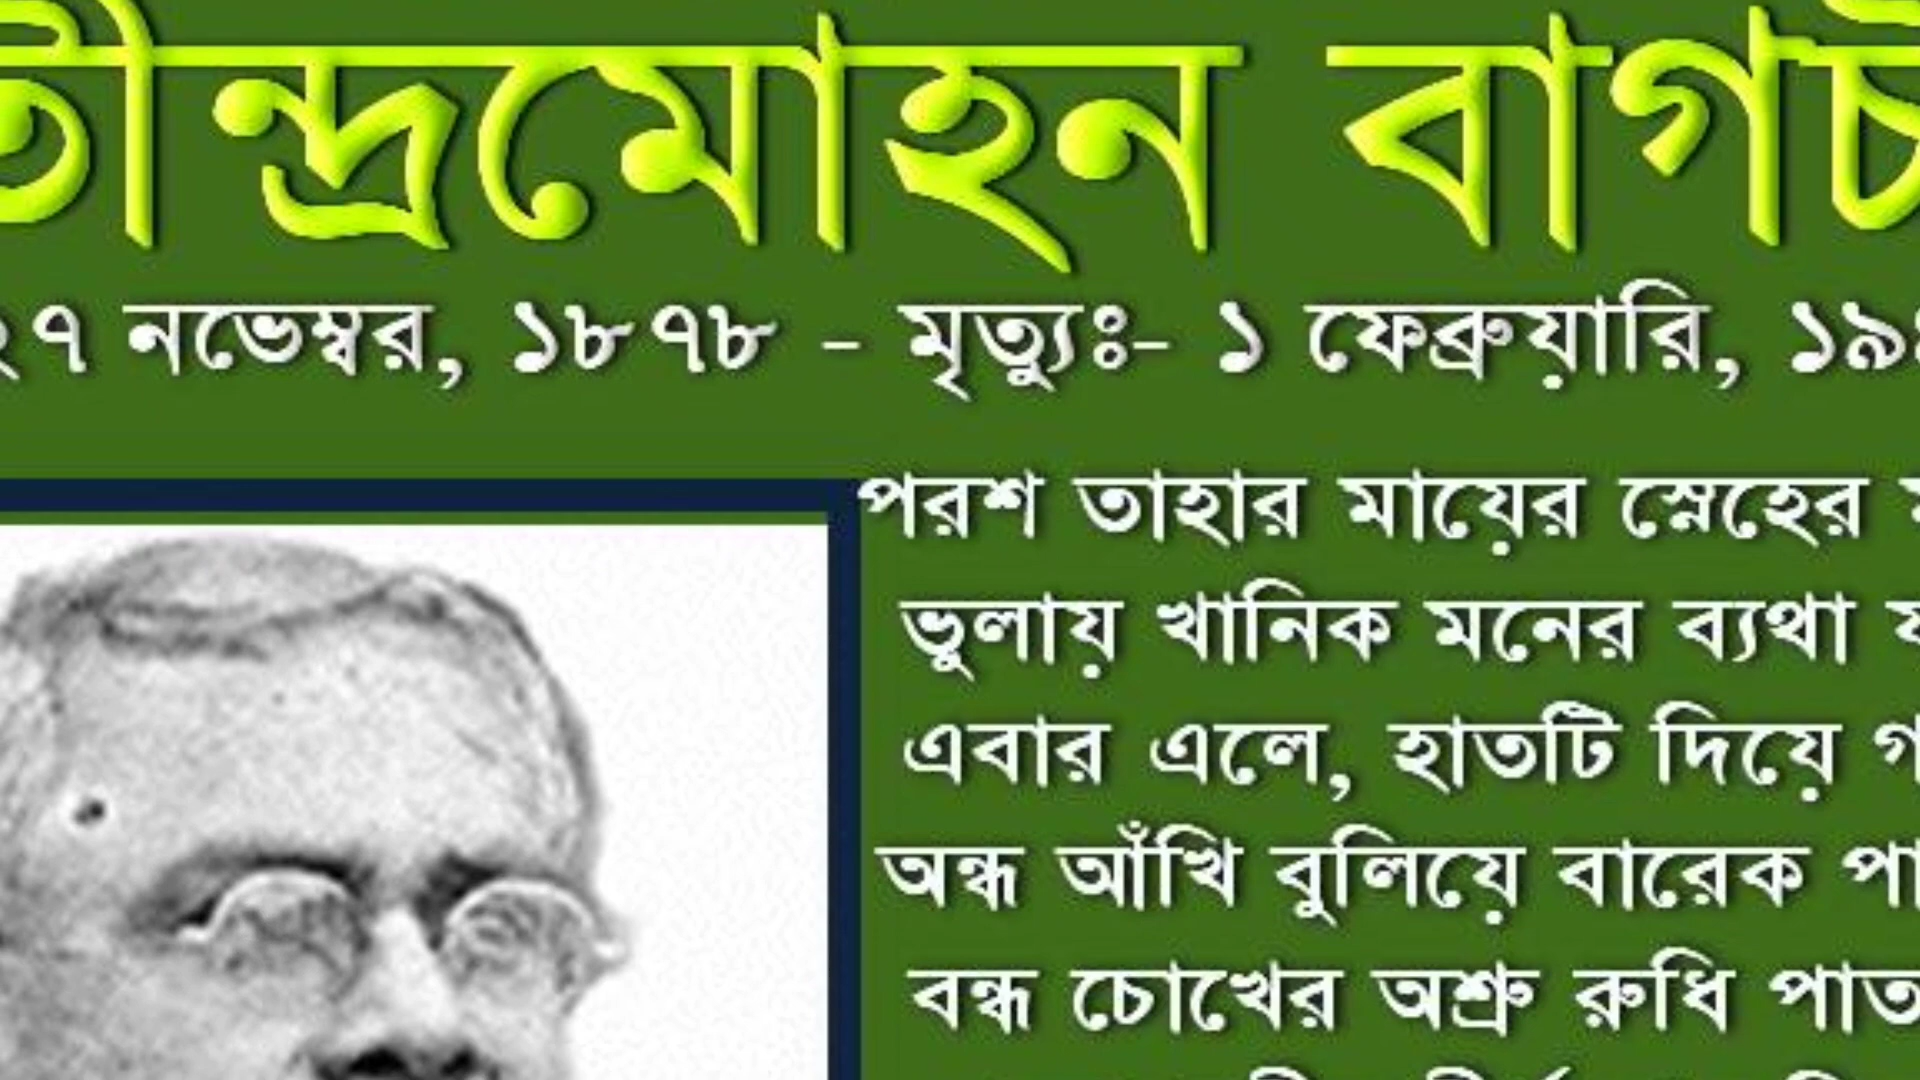 তীন্দ্রমোহন বাগচী
২৭ নভেম্বর, ১৮৭৮ - মৃত্যুঃ- ১ ফেব্রুয়ারি,
পরশ তাহার মায়ের স্নেহের
ভুলায় খানিক মনের ব্যথা
এবার এলে, হাতটি দিয়ে
অন্ধ আঁখি বুলিয়ে বারেক
বন্ধ চোখের অশ্রু রুধি